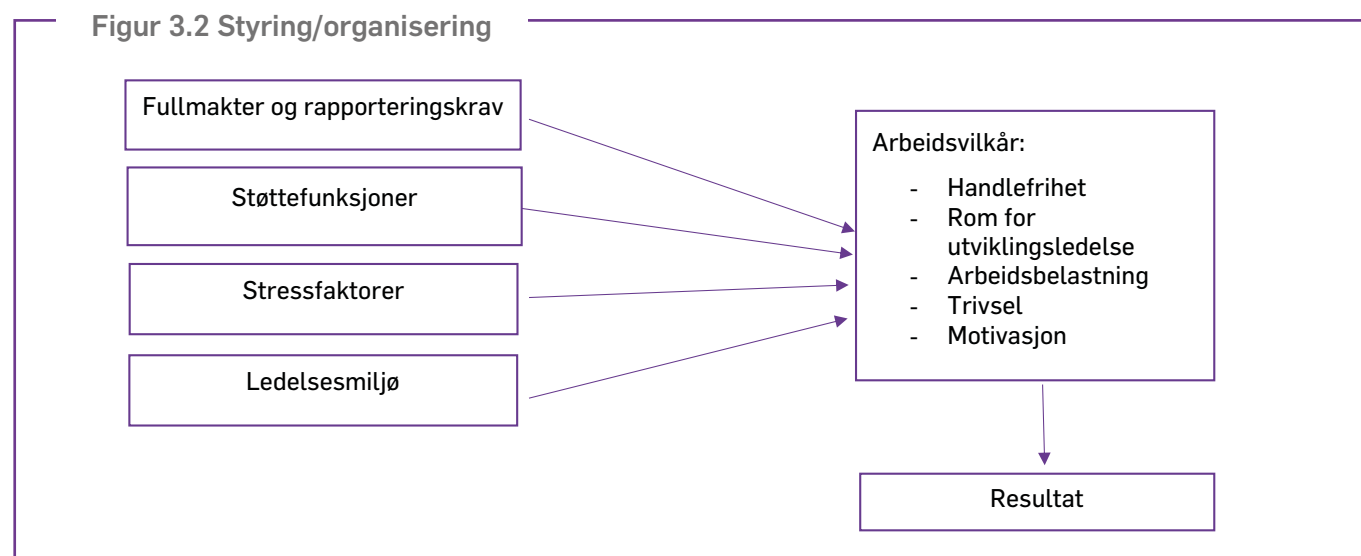 Figur 3.2 Styring/organisering
Fullmakter og rapporteringskrav
Støttefunksjoner
Stressfaktorer
Ledelsesmiljø
Arbeidsvilkår:
- Handlefrihet
- Rom for
utviklingsledelse
- Arbeidsbelastning
- Trivsel
- Motivasjon
Resultat